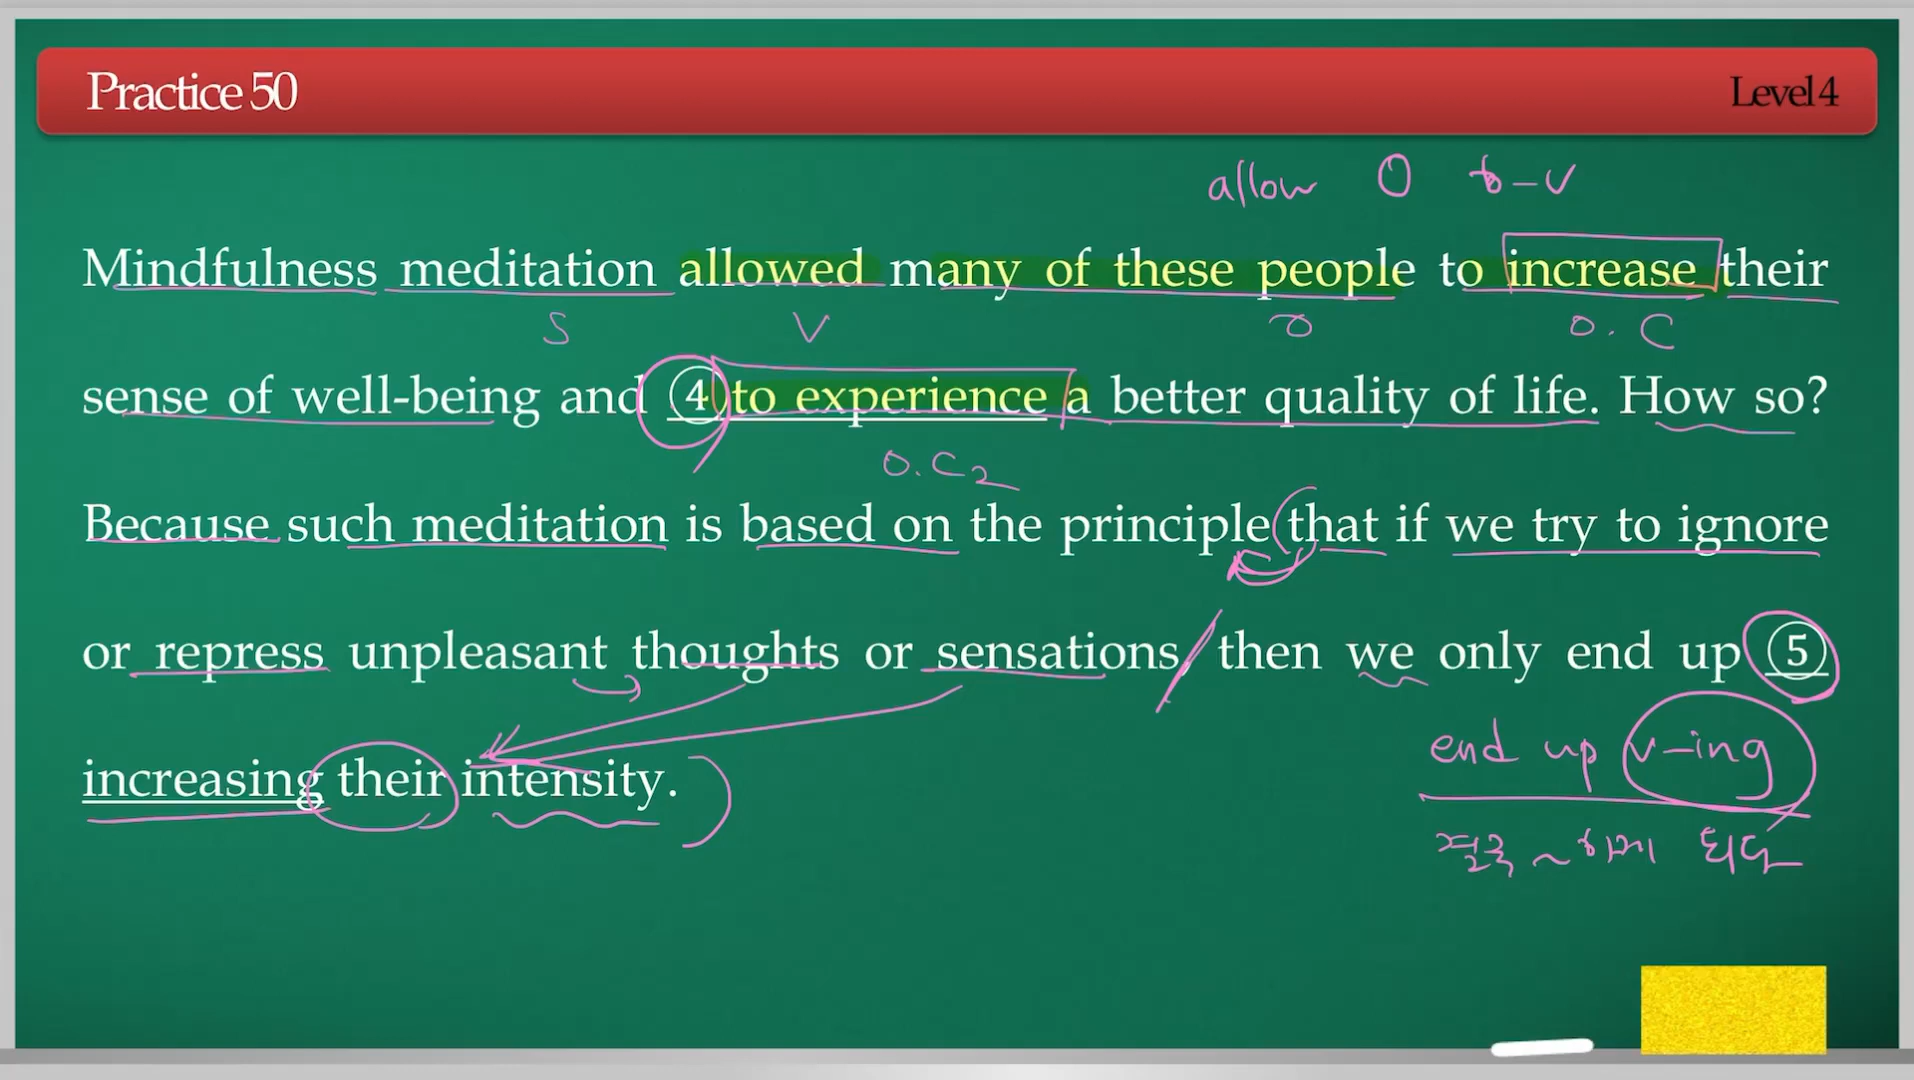 Practice 50
Level 4
allow O to-v
Mindfulness meditation allowed many of these people to increase their
S V O O.C
sense of well-being and ④ to experience a better quality of life. How so?
O.C2
Because such meditation is based on the principle that if we try to ignore
or repress unpleasant thoughts or sensations, then we only end up ⑤
increasing their intensity.
end up v-ing
결국 ~하게 되다